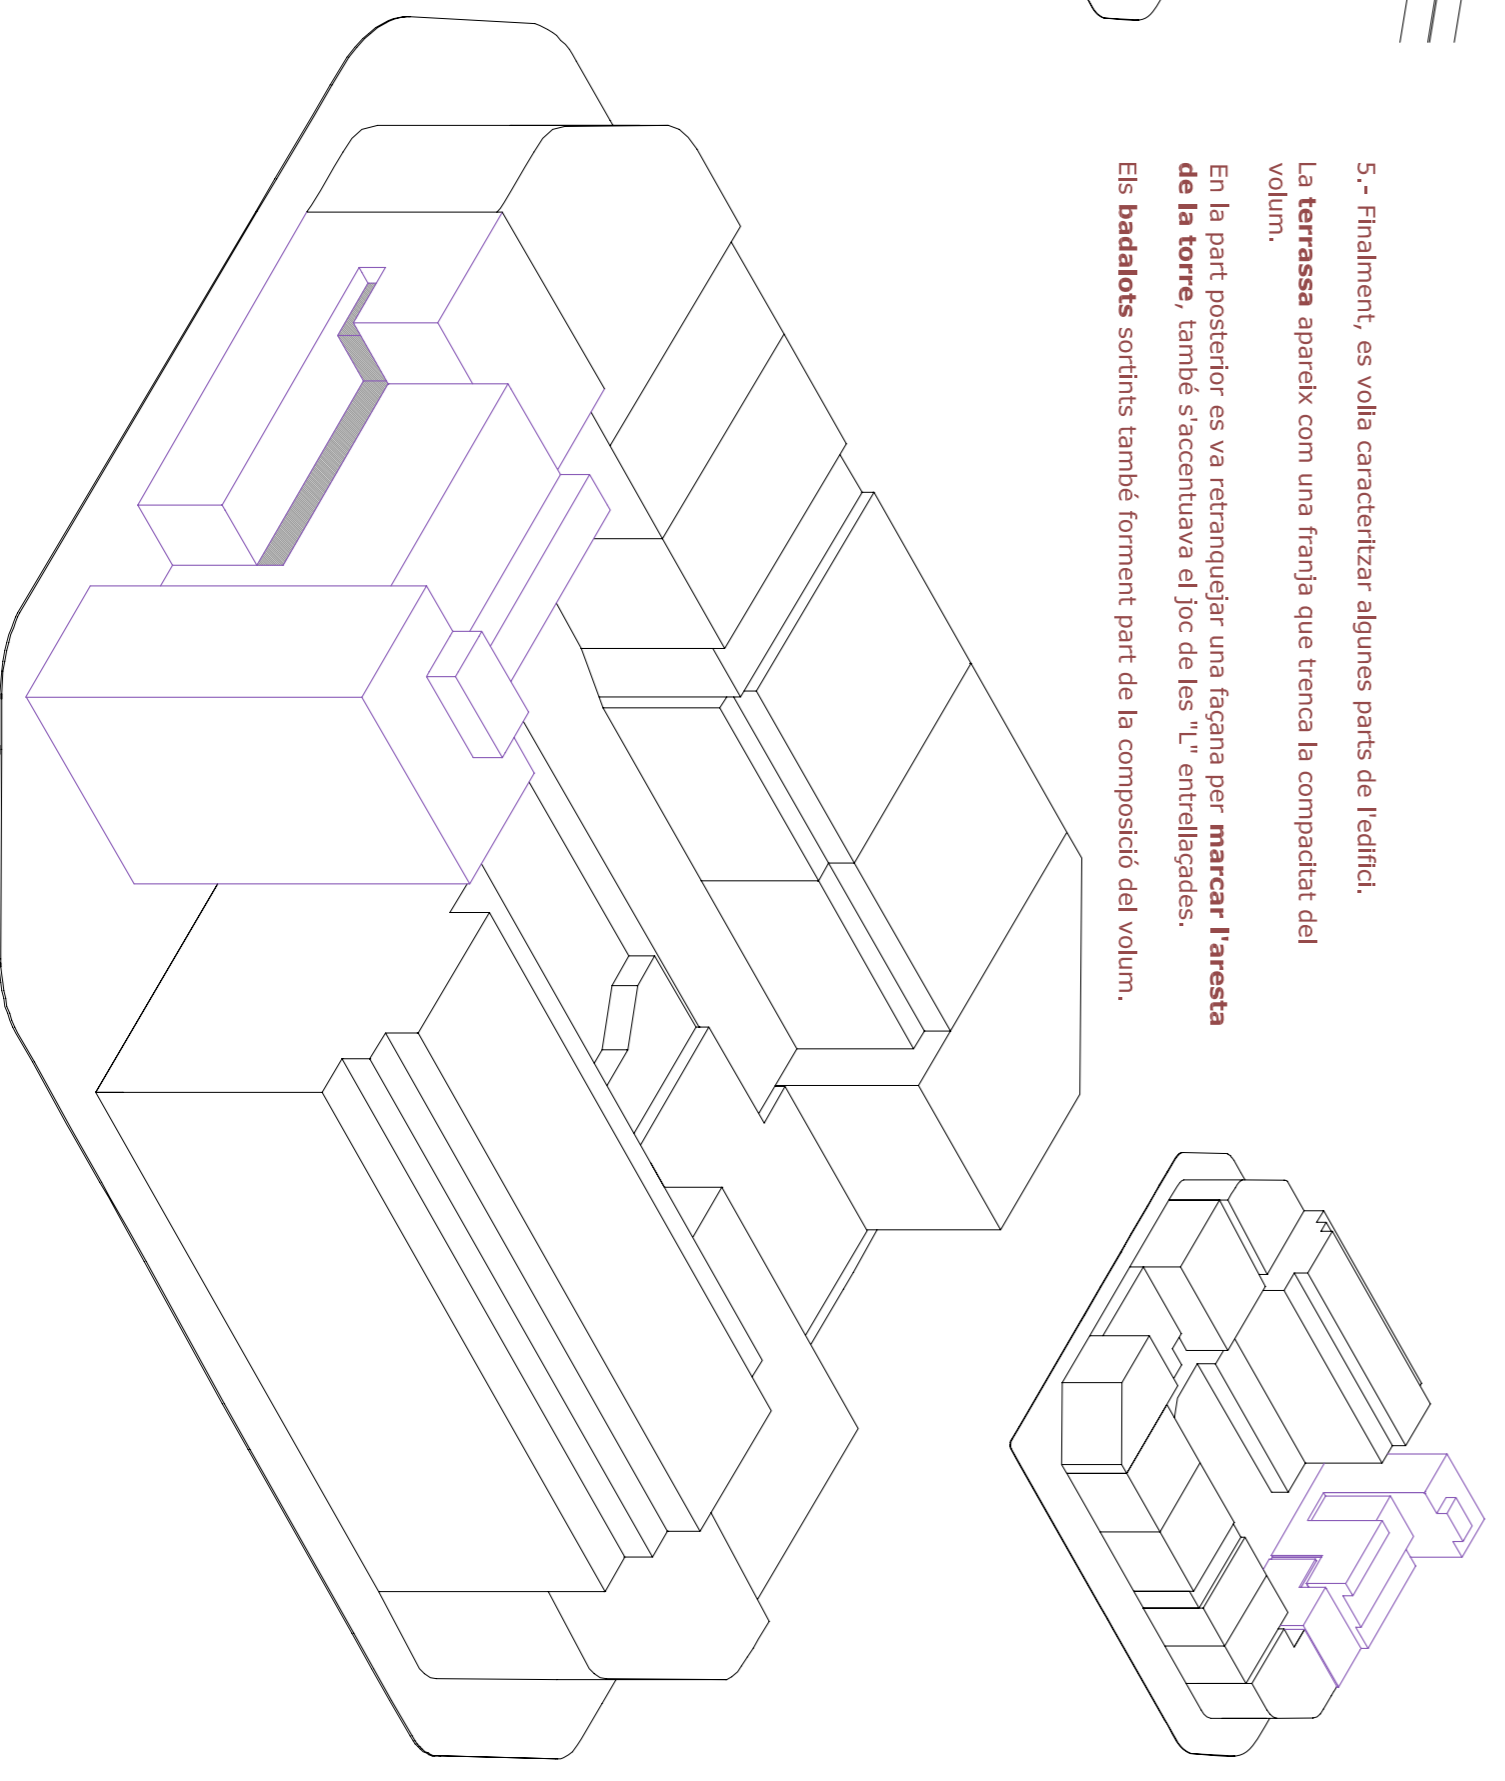 5.- Finalment, es volia caracteritzar algunes parts de l'edifici.
La terrassa apareix com una franja que trenca la compacitat del
volum.
En la part posterior es va retranquejar una façana per marcar l'aresta
de la torre, també s'accentuava el joc de les "L" entrellaçades.
Els badalots sortints també forment part de la composició del volum.